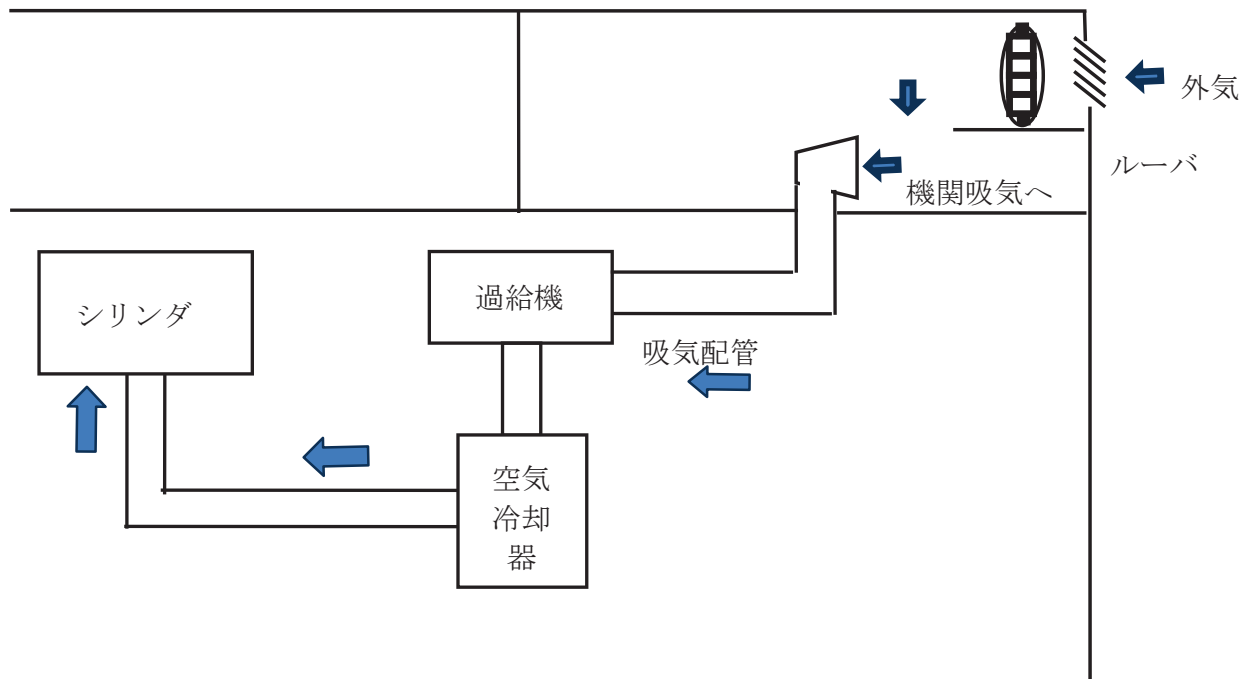 外気
ルーバ
機関吸気へ
過給機
シリンダ
吸気配管
空気
冷却
器